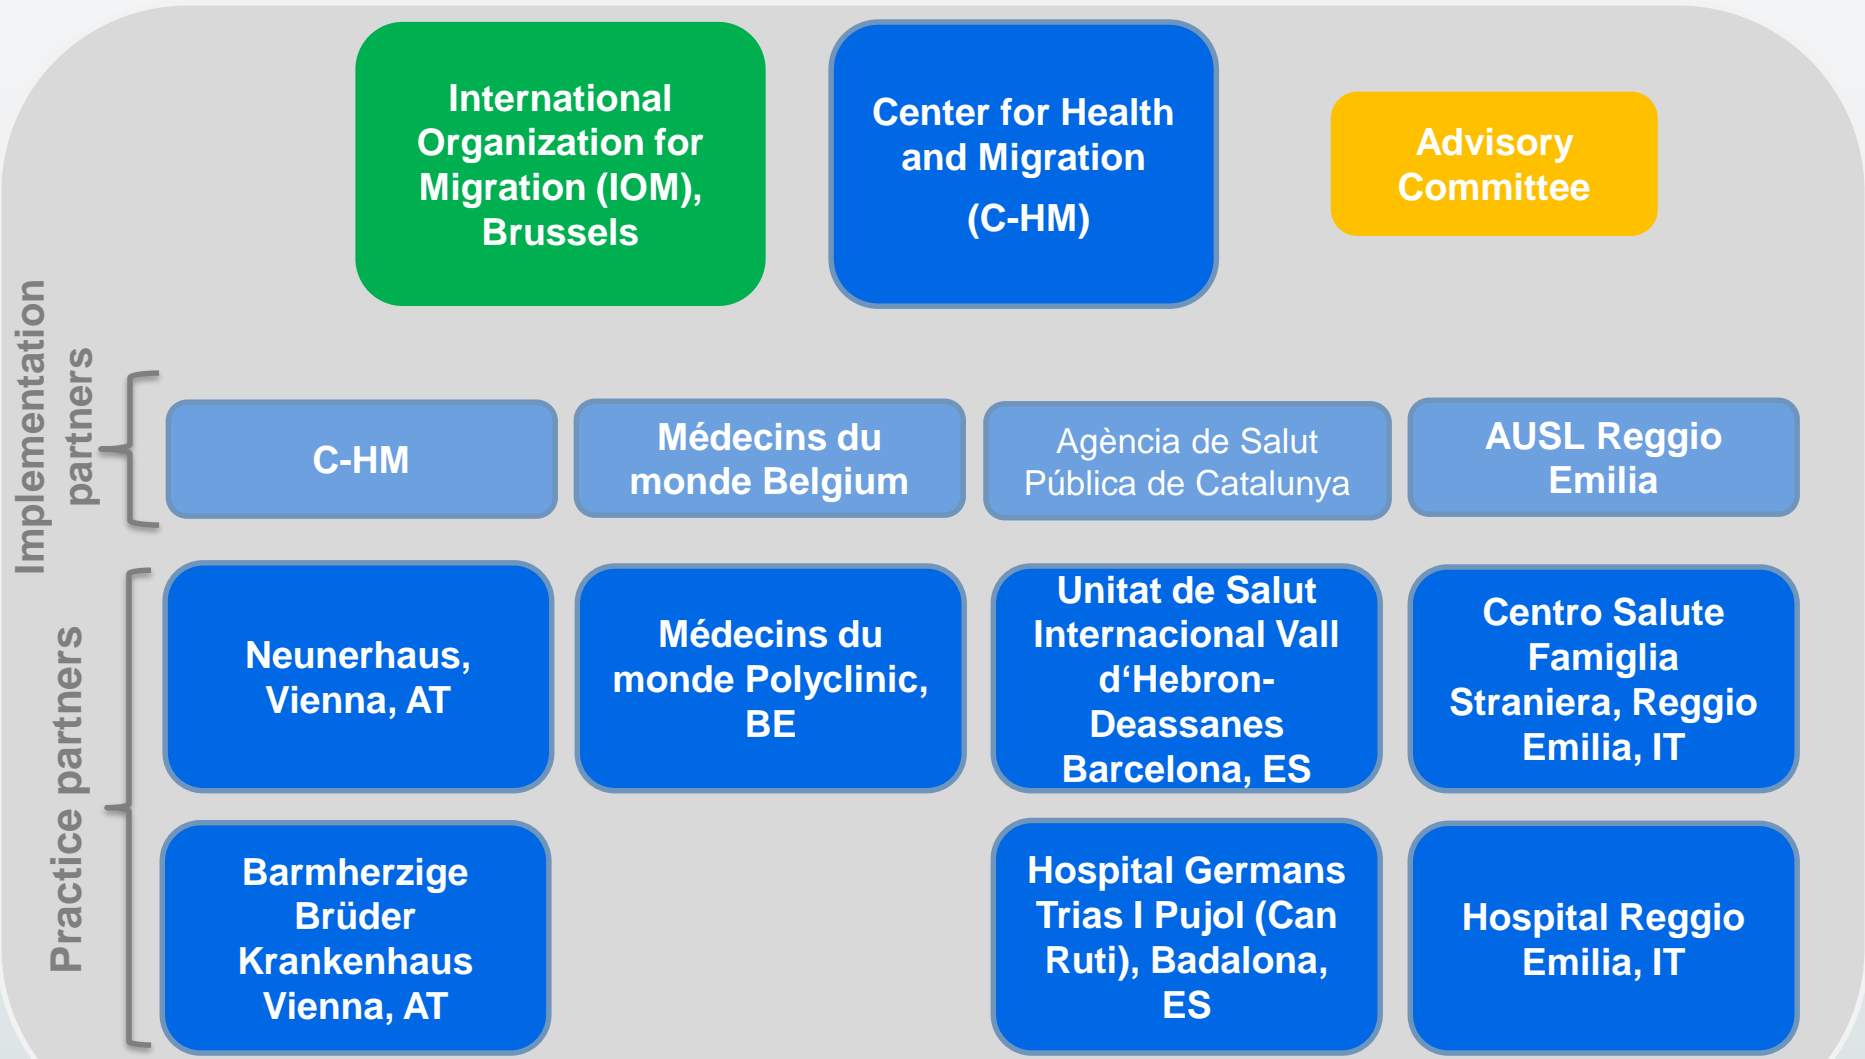 International
Organization for
Migration (IOM),
Brussels
Center for Health
and Migration
(C-HM)
Advisory
Committee
Implementation
partners
C-HM
Médecins du
monde Belgium
Agència de Salut
Pública de Catalunya
AUSL Reggio
Emilia
Practice partners
Neunerhaus,
Vienna, AT
Médecins du
monde Polyclinic,
BE
Unitat de Salut
Internacional Vall
d‘Hebron-
Deassanes
Barcelona, ES
Centro Salute
Famiglia
Straniera, Reggio
Emilia, IT
Barmherzige
Brüder
Krankenhaus
Vienna, AT
Hospital Germans
Trias I Pujol (Can
Ruti), Badalona,
ES
Hospital Reggio
Emilia, IT